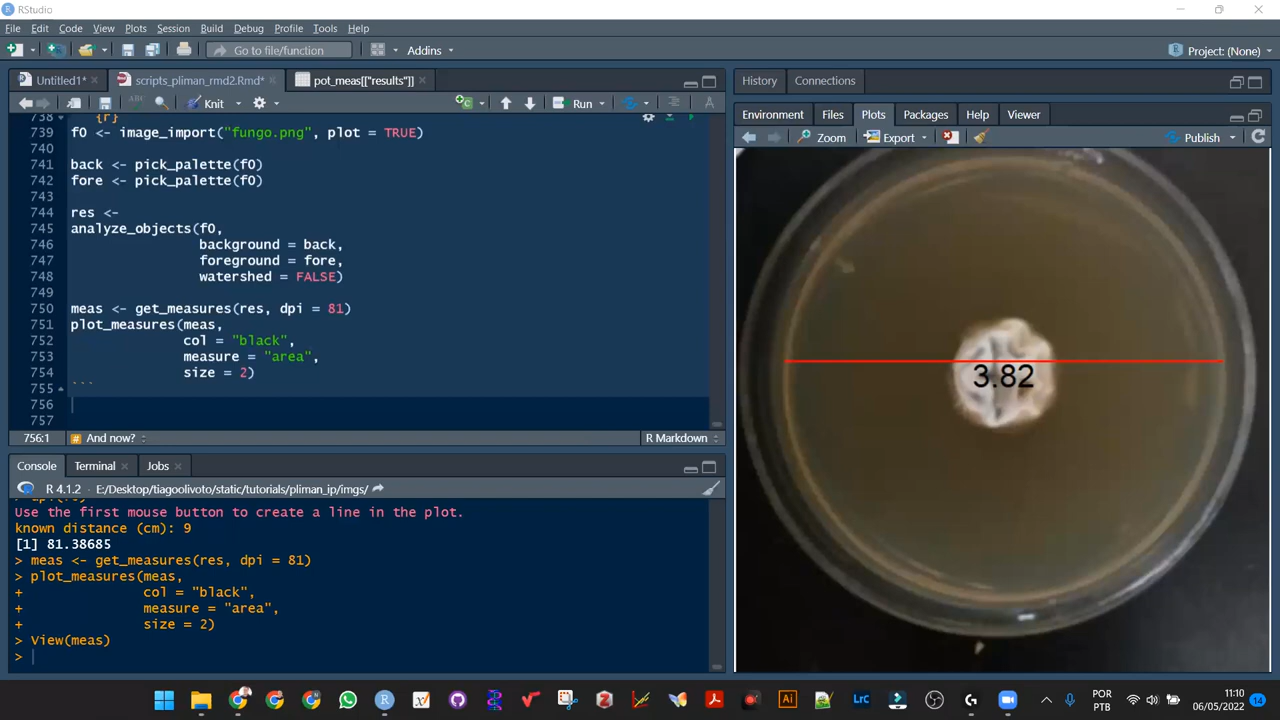 RStudio
File Edit Code View Plots Session Build Debug Profile Tools Help
Go to file/function Addins Project: (None)
Untitled1* scripts_pliman_rmd2.Rmd* pot_meas[["results"]]
Knit Run
738 {r}
739 f0 <- image_import("fungo.png", plot = TRUE)
740
741 back <- pick_palette(f0)
742 fore <- pick_palette(f0)
743
744 res <-
745 analyze_objects(f0,
746 background = back,
747 foreground = fore,
748 watershed = FALSE)
749
750 meas <- get_measures(res, dpi = 81)
751 plot_measures(meas,
752 col = "black",
753 measure = "area",
754 size = 2)
755 ```
756
757
756:1 # And now? R Markdown
Console Terminal Jobs
R 4.1.2 · E:/Desktop/tiagoolivoto/static/tutorials/pliman_ip/imgs/
Use the first mouse button to create a line in the plot.
known distance (cm): 9
[1] 81.38685
> meas <- get_measures(res, dpi = 81)
> plot_measures(meas,
+ col = "black",
+ measure = "area",
+ size = 2)
> View(meas)
>
History Connections
Environment Files Plots Packages Help Viewer
Zoom Export Publish
3.82
Ai LrC
POR
PTB
11:10
06/05/2022
14